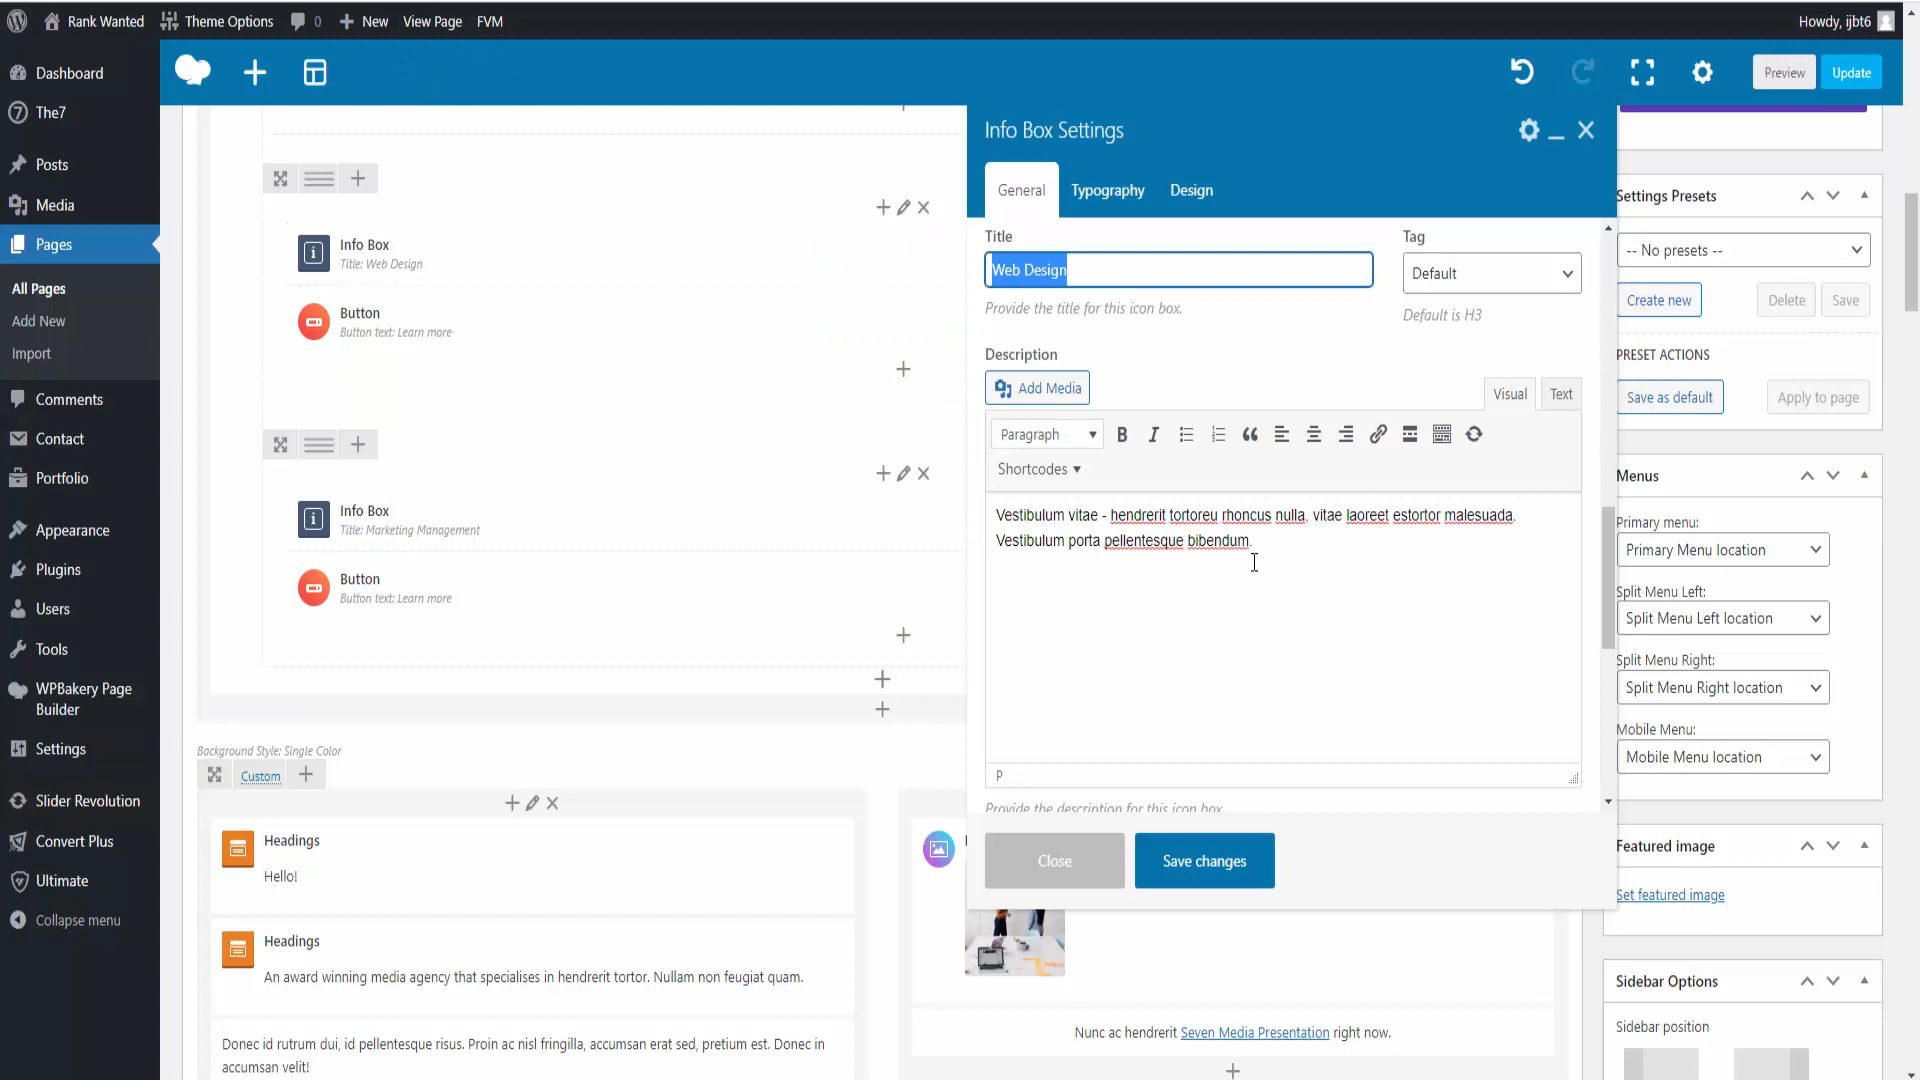 Rank Wanted
Theme Options
0
New
View Page
FVM
Howdy, ijbt6
Dashboard
The7
Posts
Media
Pages
All Pages
Add New
Import
Comments
Contact
Portfolio
Appearance
Plugins
Users
Tools
WPBakery Page
Builder
Settings
Slider Revolution
Convert Plus
Ultimate
Collapse menu
Preview
Update
Info Box
Title: Web Design
Button
Button text: Learn more
Info Box
Title: Marketing Management
Button
Button text: Learn more
Background Style: Single Color
Custom
Headings
Hello!
Headings
An award winning media agency that specialises in hendrerit tortor. Nullam non feugiat quam.
Donec id rutrum dui, id pellentesque risus. Proin ac nisl fringilla, accumsan erat sed, pretium est. Donec in
accumsan velit!
Nunc ac hendrerit Seven Media Presentation right now.
Info Box Settings
General
Typography
Design
Title
Tag
Web Design
Default
Provide the title for this icon box.
Default is H3
Description
Add Media
Visual
Text
Paragraph
Shortcodes
Vestibulum vitae - hendrerit tortoreu rhoncus nulla, vitae laoreet estortor malesuada.
Vestibulum porta pellentesque bibendum.
P
Provide the description for this icon box.
Close
Save changes
Settings Presets
-- No presets --
Create new
Delete
Save
PRESET ACTIONS
Save as default
Apply to page
Menus
Primary menu:
Primary Menu location
Split Menu Left:
Split Menu Left location
Split Menu Right:
Split Menu Right location
Mobile Menu:
Mobile Menu location
Featured image
Set featured image
Sidebar Options
Sidebar position